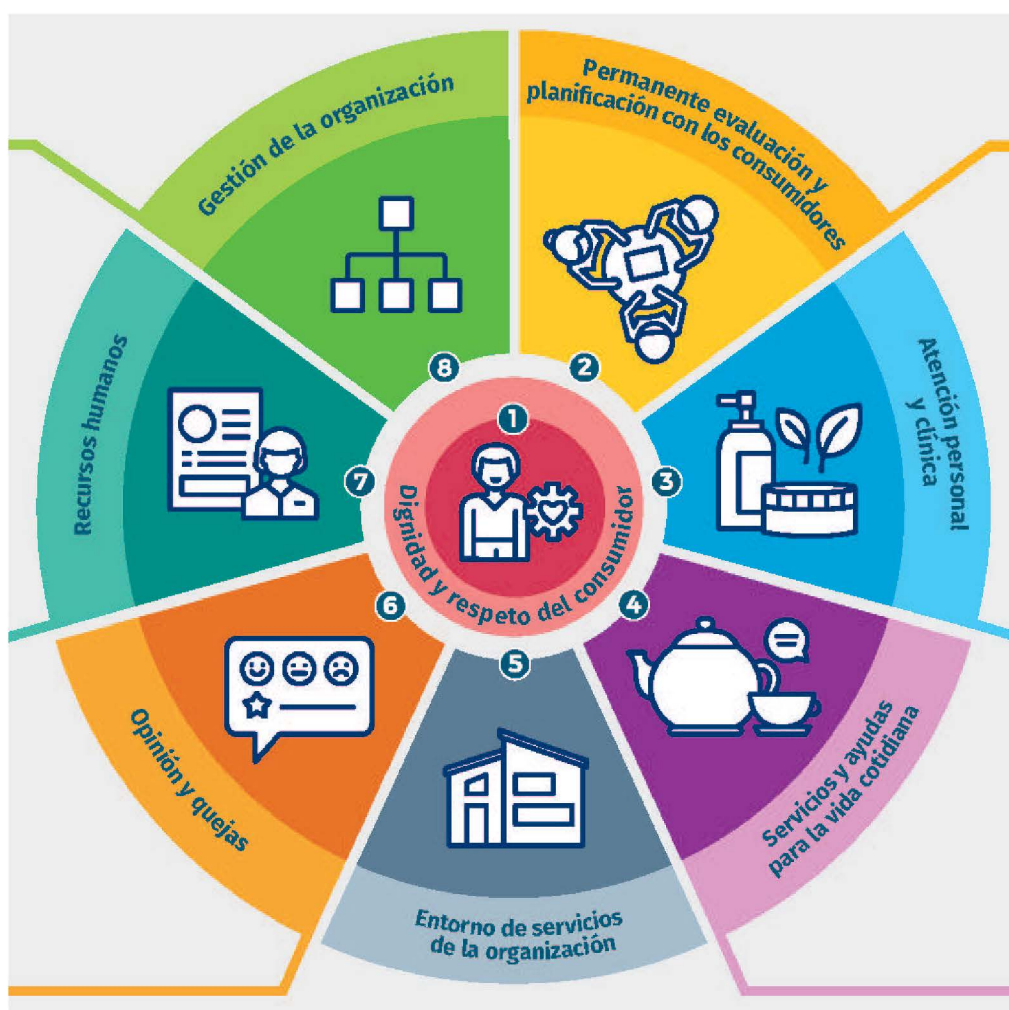 1
Dignidad y respeto del consumidor
2
Permanente evaluación y
planificación con los consumidores
3
Atención personal
y clínica
4
Servicios y ayudas
para la vida cotidiana
5
Entorno de servicios
de la organización
6
Opinión y quejas
7
Recursos humanos
8
Gestión de la organización